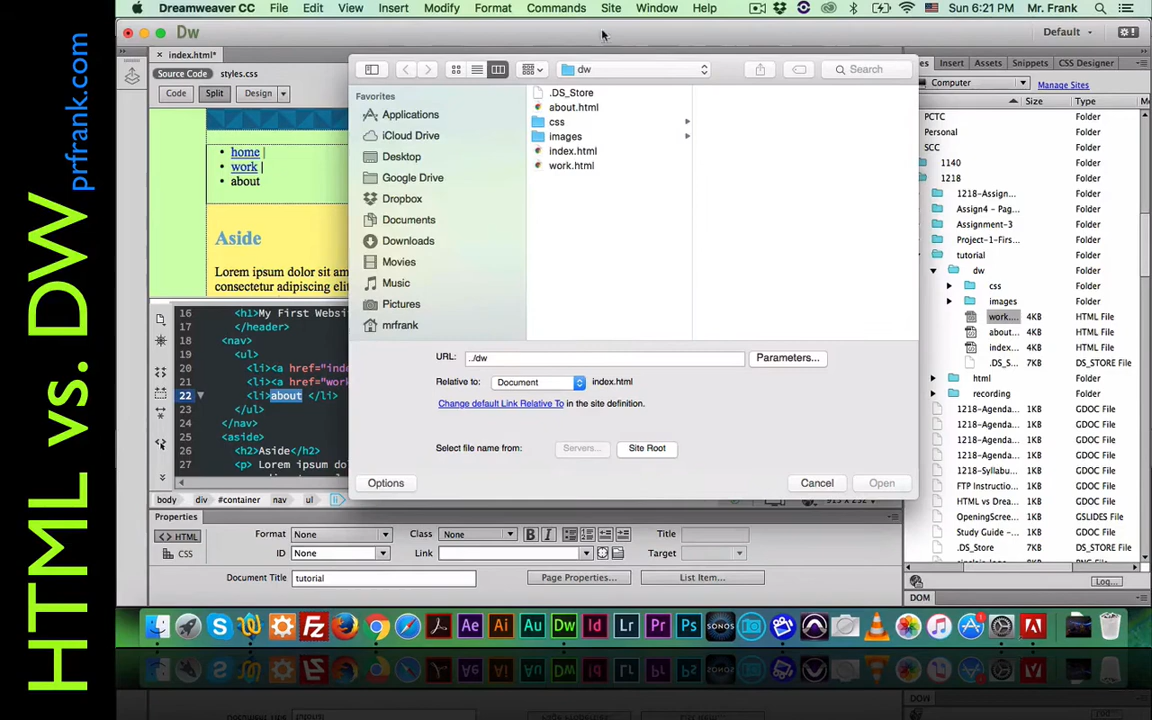 HTML vs. DW
prfrank.com
Dreamweaver CC File Edit View Insert Modify Format Commands Site Window Help Sun 6:21 PM Mr. Frank
Dw Default
index.html*
Source Code styles.css
Code Split Design
home |
work |
about
Aside
Lorem ipsum dolor sit am
consectetur adipiscing elit
dw
Search
Favorites
Applications
iCloud Drive
Desktop
Google Drive
Dropbox
Documents
Downloads
Movies
Music
Pictures
mrfrank
.DS_Store
about.html
css
images
index.html
work.html
URL: ../dw Parameters...
Relative to: Document index.html
Change default Link Relative To in the site definition.
Select file name from: Servers... Site Root
Options Cancel Open
16 <h1>My First Website
17 </header>
18 <nav>
19 <ul>
20 <li><a href="inde
21 <li><a href="work
22 <li>about </li>
23 </ul>
24 </nav>
25 <aside>
26 <h2>Aside</h2>
27 <p> Lorem ipsum do
body div #container nav ul li
Properties
<> HTML
CSS
Format None Class None B I Title
ID None Link Target
Document Title tutorial Page Properties... List Item...
Files Insert Assets Snippets CSS Designer
Computer Manage Sites
Size Type
PCTC Folder
Personal Folder
SCC Folder
1140 Folder
1218 Folder
1218-Assign... Folder
Assign4 - Pag... Folder
Assignment-3 Folder
Project-1-First... Folder
tutorial Folder
dw Folder
css Folder
images Folder
work.... 4KB HTML File
abou... 4KB HTML File
index... 4KB HTML File
.DS_S... 7KB DS_STORE File
html Folder
recording Folder
1218-Agenda... 1KB GDOC File
1218-Agenda... 1KB GDOC File
1218-Agenda... 1KB GDOC File
1218-Agenda... 1KB GDOC File
1218-Syllabu... 1KB GDOC File
FTP Instructio... 1KB GDOC File
HTML vs Drea... 1KB GDOC File
OpeningScree... 1KB GSLIDES File
Study Guide -... 1KB GDOC File
.DS_Store 7KB DS_STORE File
Log...
DOM